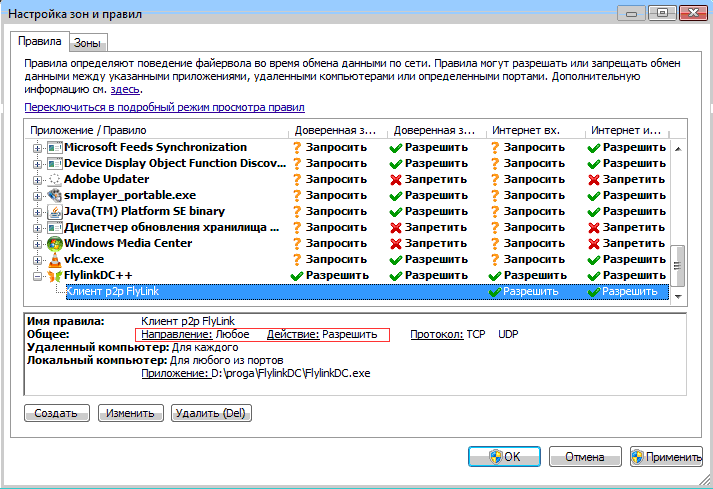 Настройка зон и правил
Правила Зоны
Правила определяют поведение файервола во время обмена данными по сети. Правила могут разрешать или запрещать обмен
данными между указанными приложениями, удаленными компьютерами или определенными портами. Дополнительную
информацию см. здесь.
Переключиться в подробный режим просмотра правил
Приложение / Правило Доверенная з... Доверенная з... Интернет вх. Интернет и...
Microsoft Feeds Synchronization Запросить Разрешить Запросить Разрешить
Device Display Object Function Discov... Запросить Разрешить Запросить Разрешить
Adobe Updater Запросить Запретить Запросить Запретить
smplayer_portable.exe Запросить Разрешить Запросить Разрешить
Java(TM) Platform SE binary Запросить Разрешить Запросить Разрешить
Диспетчер обновления хранилища ... Запросить Запретить Запросить Запретить
Windows Media Center Запросить Запретить Запросить Запретить
vlc.exe Запросить Разрешить Запросить Разрешить
FlylinkDC++ Разрешить Разрешить Разрешить Разрешить
Клиент p2p FlyLink Разрешить Разрешить
Имя правила: Клиент p2p FlyLink
Общее: Направление: Любое Действие: Разрешить Протокол: TCP UDP
Удаленный компьютер: Для каждого
Локальный компьютер: Для любого из портов
Приложение: D:\proga\FlylinkDC\FlylinkDC.exe
Создать Изменить Удалить (Del)
OK Отмена Применить